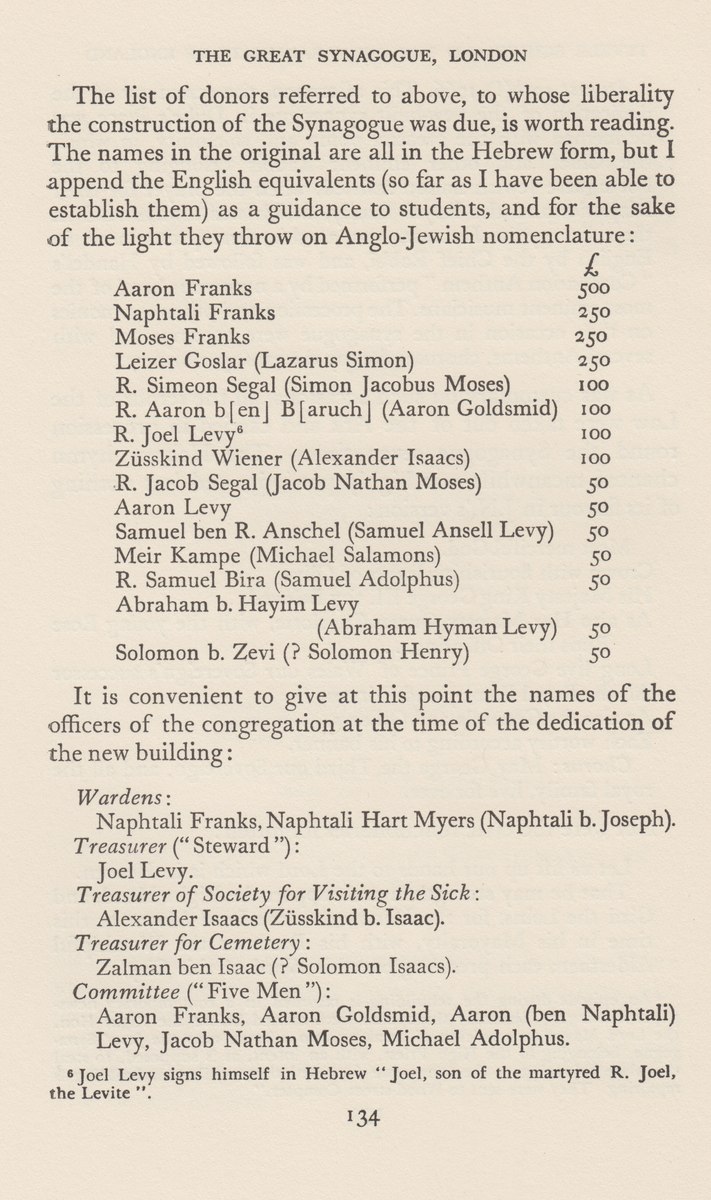 THE GREAT SYNAGOGUE, LONDON
The list of donors referred to above, to whose liberality
the construction of the Synagogue was due, is worth reading.
The names in the original are all in the Hebrew form, but I
append the English equivalents (so far as I have been able to
establish them) as a guidance to students, and for the sake
of the light they throw on Anglo-Jewish nomenclature:
£
Aaron Franks 500
Naphtali Franks 250
Moses Franks 250
Leizer Goslar (Lazarus Simon) 250
R. Simeon Segal (Simon Jacobus Moses) 100
R. Aaron b[en] B[aruch] (Aaron Goldsmid) 100
R. Joel Levy⁶ 100
Züsskind Wiener (Alexander Isaacs) 100
R. Jacob Segal (Jacob Nathan Moses) 50
Aaron Levy 50
Samuel ben R. Anschel (Samuel Ansell Levy) 50
Meir Kampe (Michael Salamons) 50
R. Samuel Bira (Samuel Adolphus) 50
Abraham b. Hayim Levy
(Abraham Hyman Levy) 50
Solomon b. Zevi (? Solomon Henry) 50
It is convenient to give at this point the names of the
officers of the congregation at the time of the dedication of
the new building:
Wardens:
Naphtali Franks, Naphtali Hart Myers (Naphtali b. Joseph).
Treasurer ("Steward"):
Joel Levy.
Treasurer of Society for Visiting the Sick:
Alexander Isaacs (Züsskind b. Isaac).
Treasurer for Cemetery:
Zalman ben Isaac (? Solomon Isaacs).
Committee ("Five Men"):
Aaron Franks, Aaron Goldsmid, Aaron (ben Naphtali)
Levy, Jacob Nathan Moses, Michael Adolphus.
⁶ Joel Levy signs himself in Hebrew "Joel, son of the martyred R. Joel,
the Levite".
134